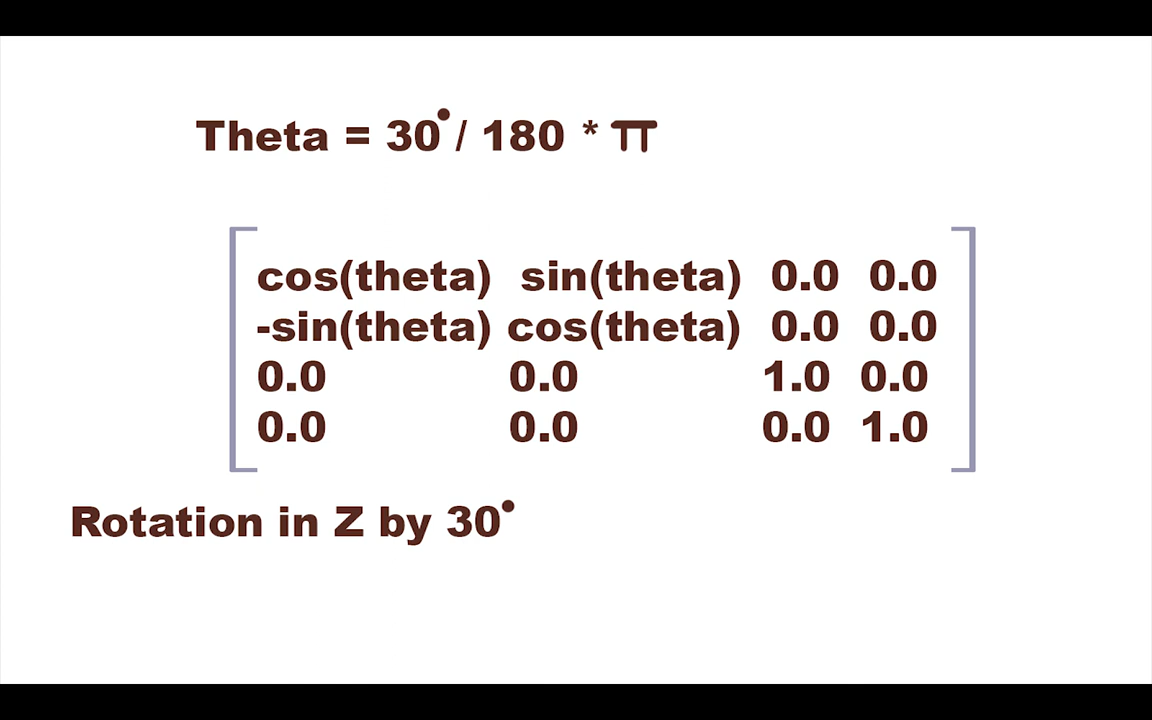 Theta = 30° / 180 * π
cos(theta) sin(theta) 0.0 0.0
-sin(theta) cos(theta) 0.0 0.0
0.0 0.0 1.0 0.0
0.0 0.0 0.0 1.0
Rotation in Z by 30°